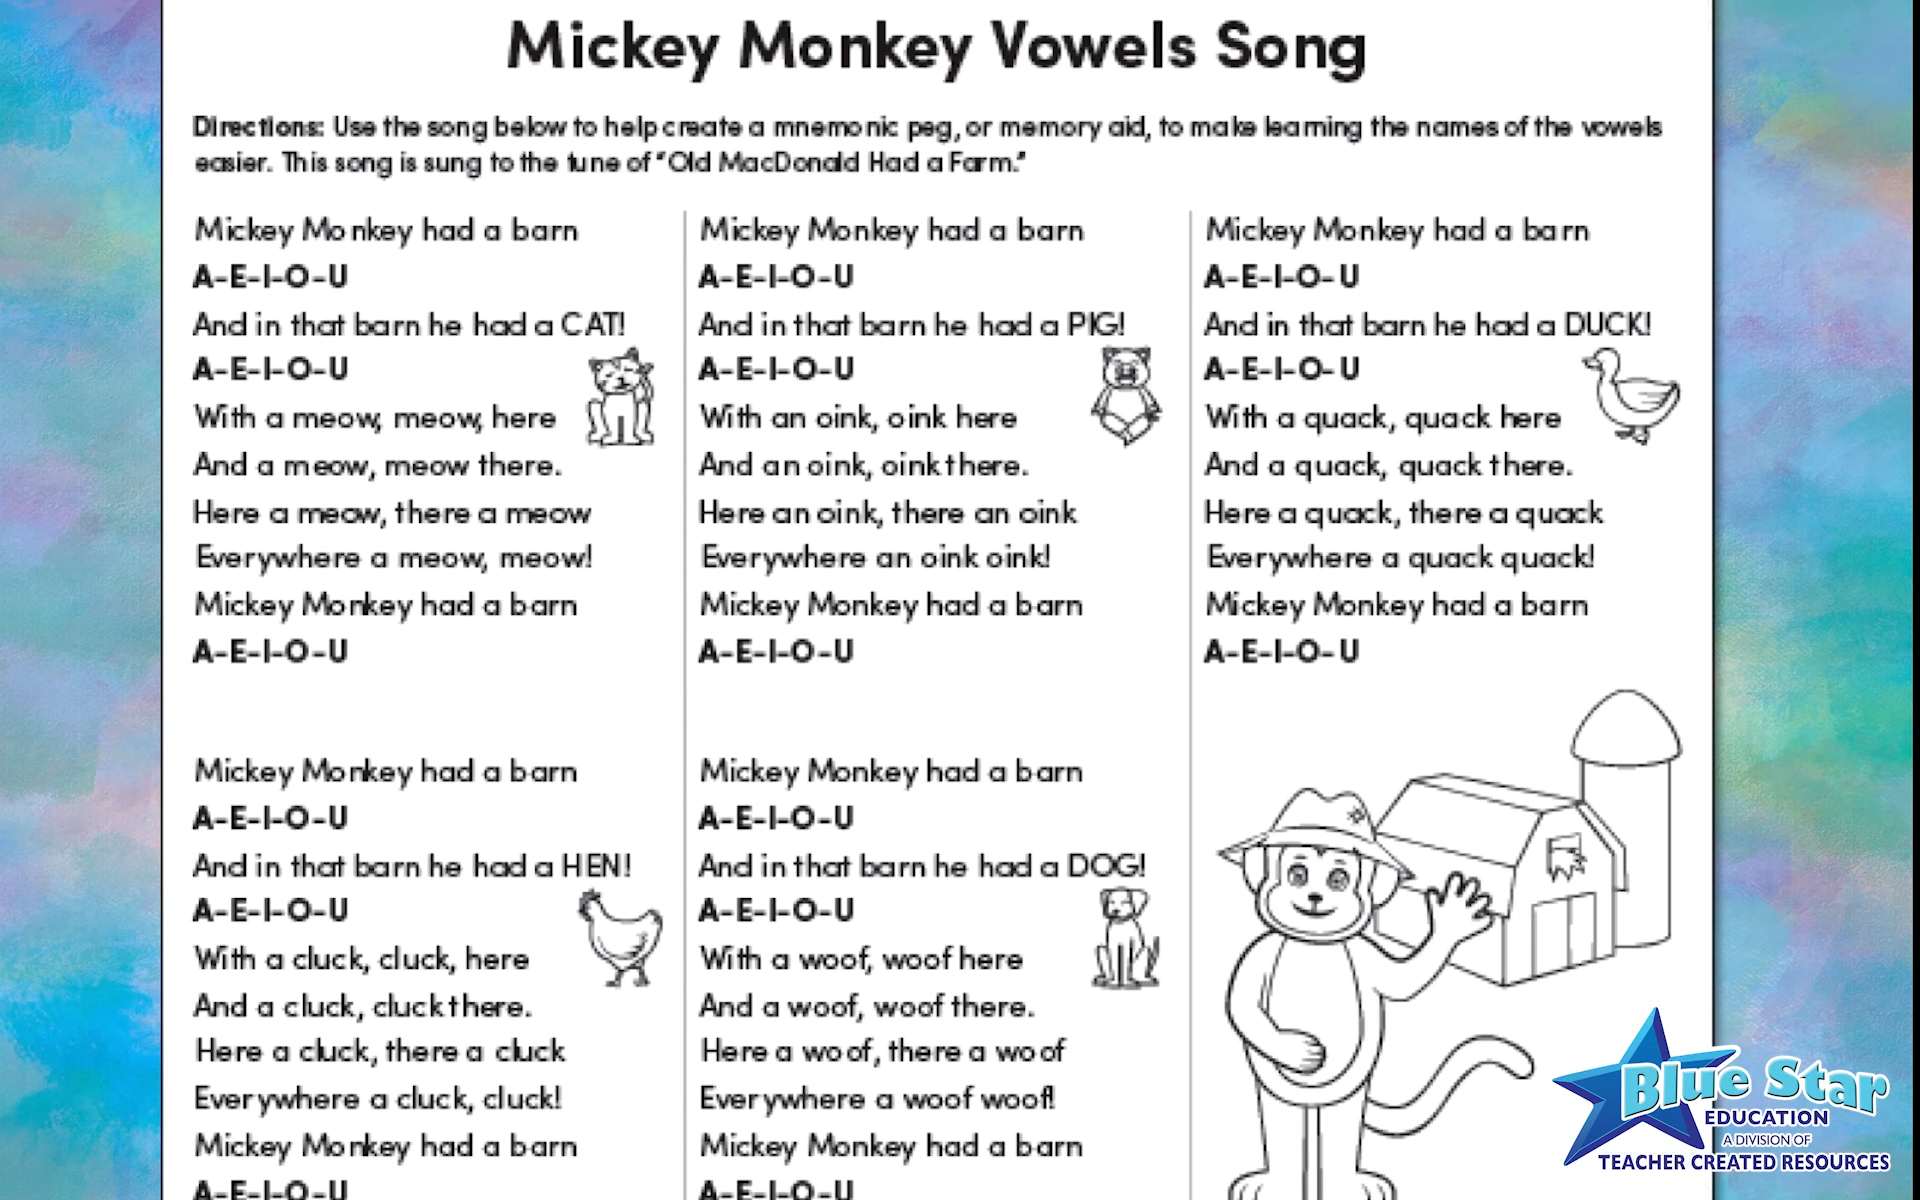 Mickey Monkey Vowels Song
Directions: Use the song below to help create a mnemonic peg, or memory aid, to make learning the names of the vowels
easier. This song is sung to the tune of "Old MacDonald Had a Farm."
Mickey Monkey had a barn
A-E-I-O-U
And in that barn he had a CAT!
A-E-I-O-U
With a meow, meow, here
And a meow, meow there.
Here a meow, there a meow
Everywhere a meow, meow!
Mickey Monkey had a barn
A-E-I-O-U
Mickey Monkey had a barn
A-E-I-O-U
And in that barn he had a PIG!
A-E-I-O-U
With an oink, oink here
And an oink, oink there.
Here an oink, there an oink
Everywhere an oink oink!
Mickey Monkey had a barn
A-E-I-O-U
Mickey Monkey had a barn
A-E-I-O-U
And in that barn he had a DUCK!
A-E-I-O-U
With a quack, quack here
And a quack, quack there.
Here a quack, there a quack
Everywhere a quack quack!
Mickey Monkey had a barn
A-E-I-O-U
Mickey Monkey had a barn
A-E-I-O-U
And in that barn he had a HEN!
A-E-I-O-U
With a cluck, cluck, here
And a cluck, cluck there.
Here a cluck, there a cluck
Everywhere a cluck, cluck!
Mickey Monkey had a barn
A-E-I-O-U
Mickey Monkey had a barn
A-E-I-O-U
And in that barn he had a DOG!
A-E-I-O-U
With a woof, woof here
And a woof, woof there.
Here a woof, there a woof
Everywhere a woof woof!
Mickey Monkey had a barn
A-E-I-O-U
Blue Star
EDUCATION
A DIVISION OF
TEACHER CREATED RESOURCES